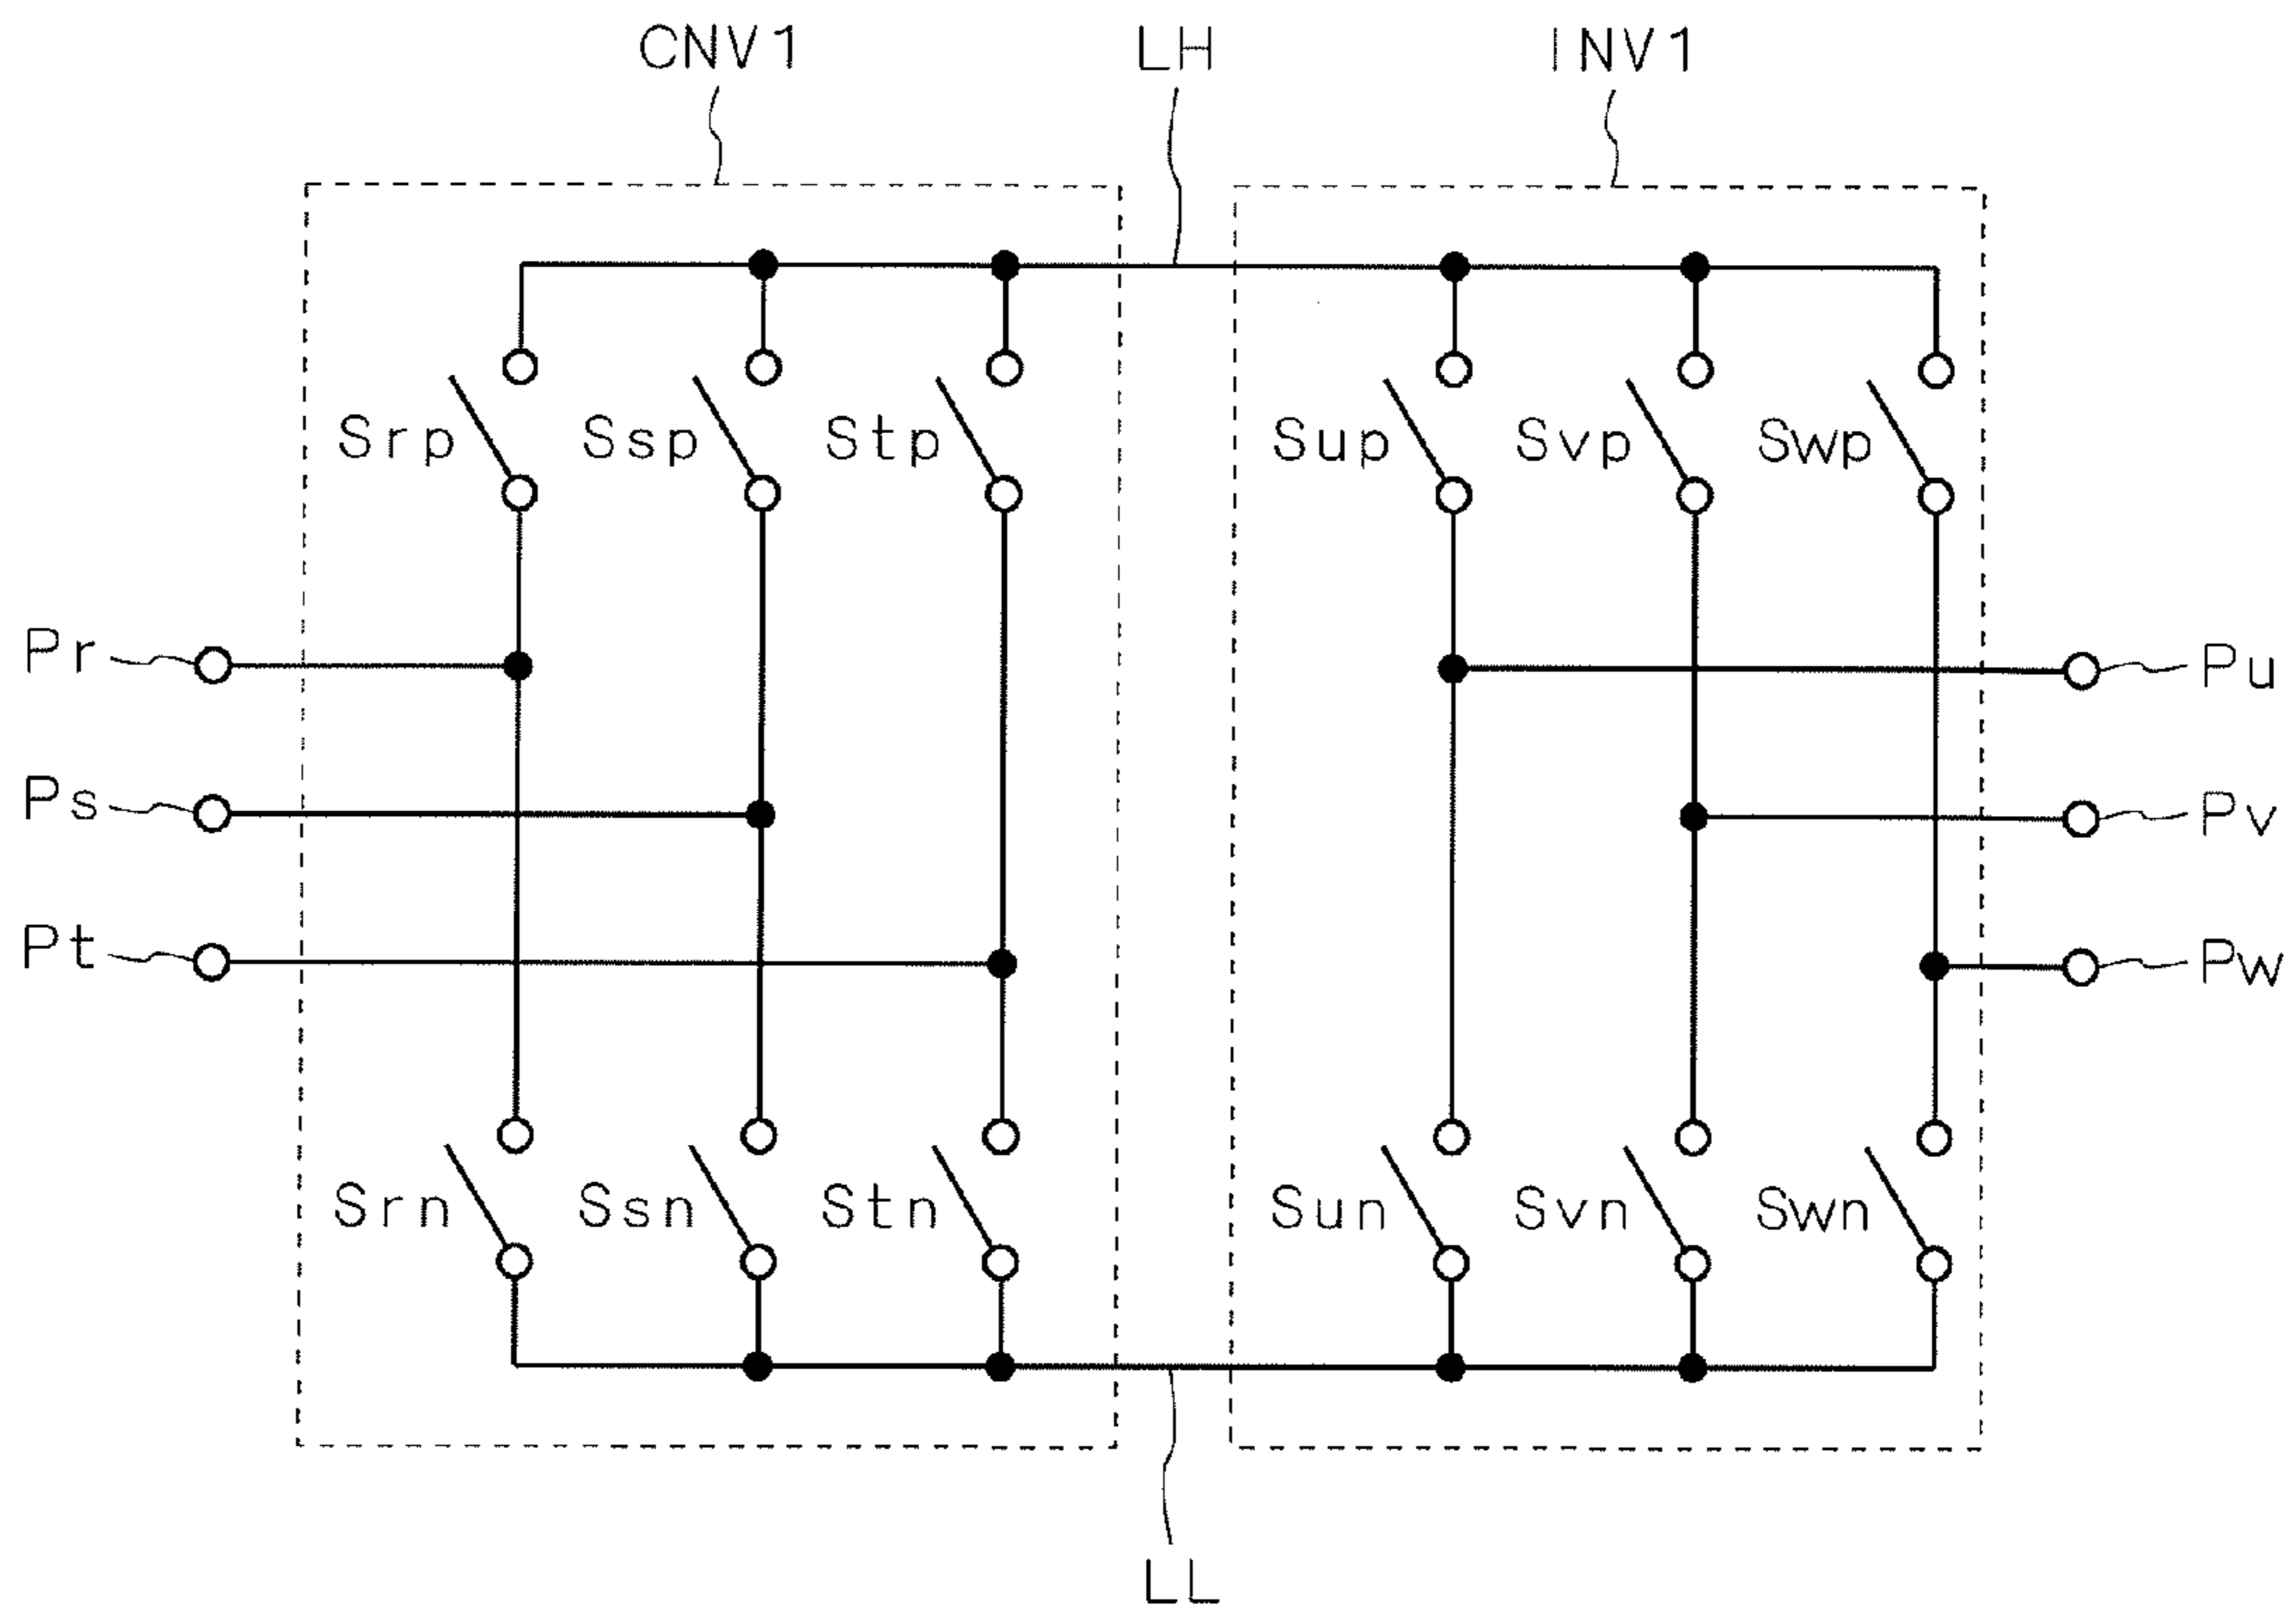 CNV1 LH INV1
Srp Ssp Stp Sup Svp Swp
Pr Pu
Ps Pv
Pt Pw
Srn Ssn Stn Sun Svn Swn
LL